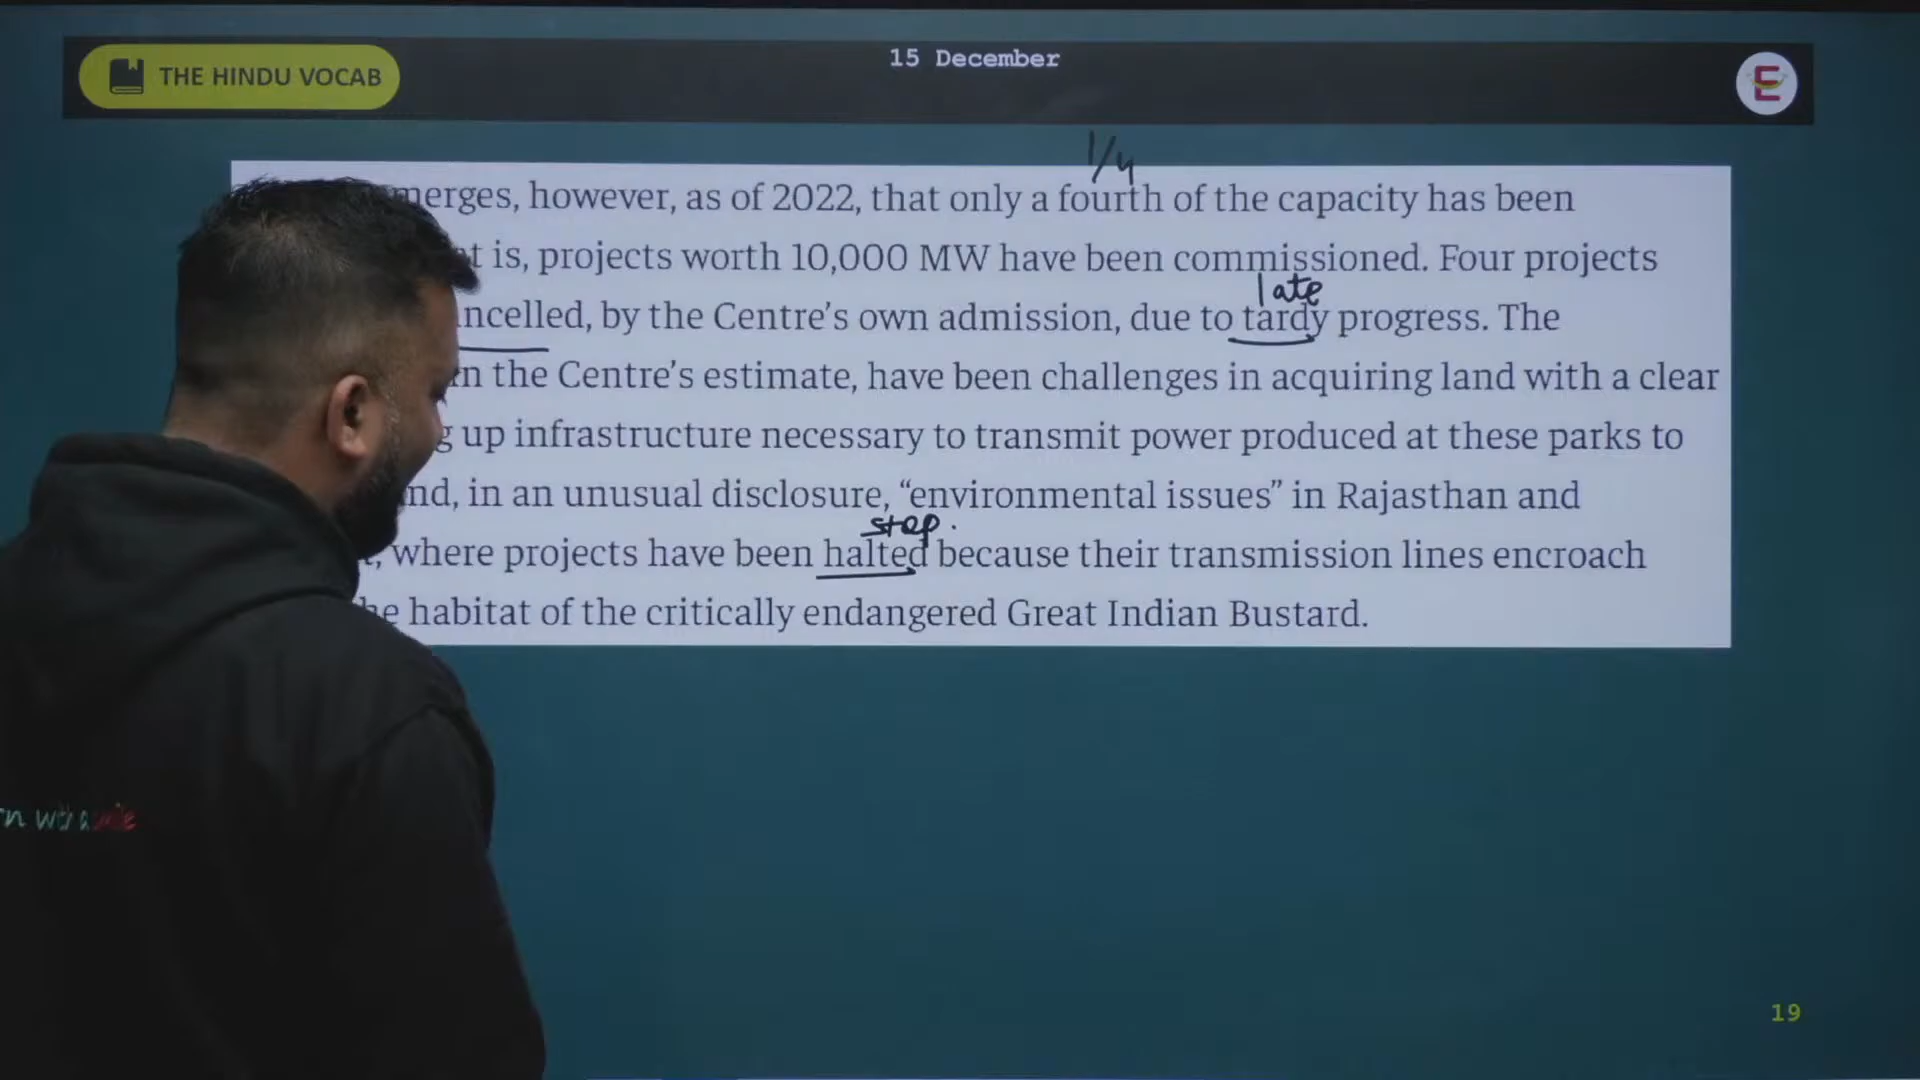 15 December
THE HINDU VOCAB
1/4
however, as of 2022, that only a fourth of the capacity has been
is, projects worth 10,000 MW have been commissioned. Four projects
late
by the Centre's own admission, due to tardy progress. The
the Centre's estimate, have been challenges in acquiring land with a clear
up infrastructure necessary to transmit power produced at these parks to
in an unusual disclosure, “environmental issues” in Rajasthan and
stop.
where projects have been halted because their transmission lines encroach
habitat of the critically endangered Great Indian Bustard.
19